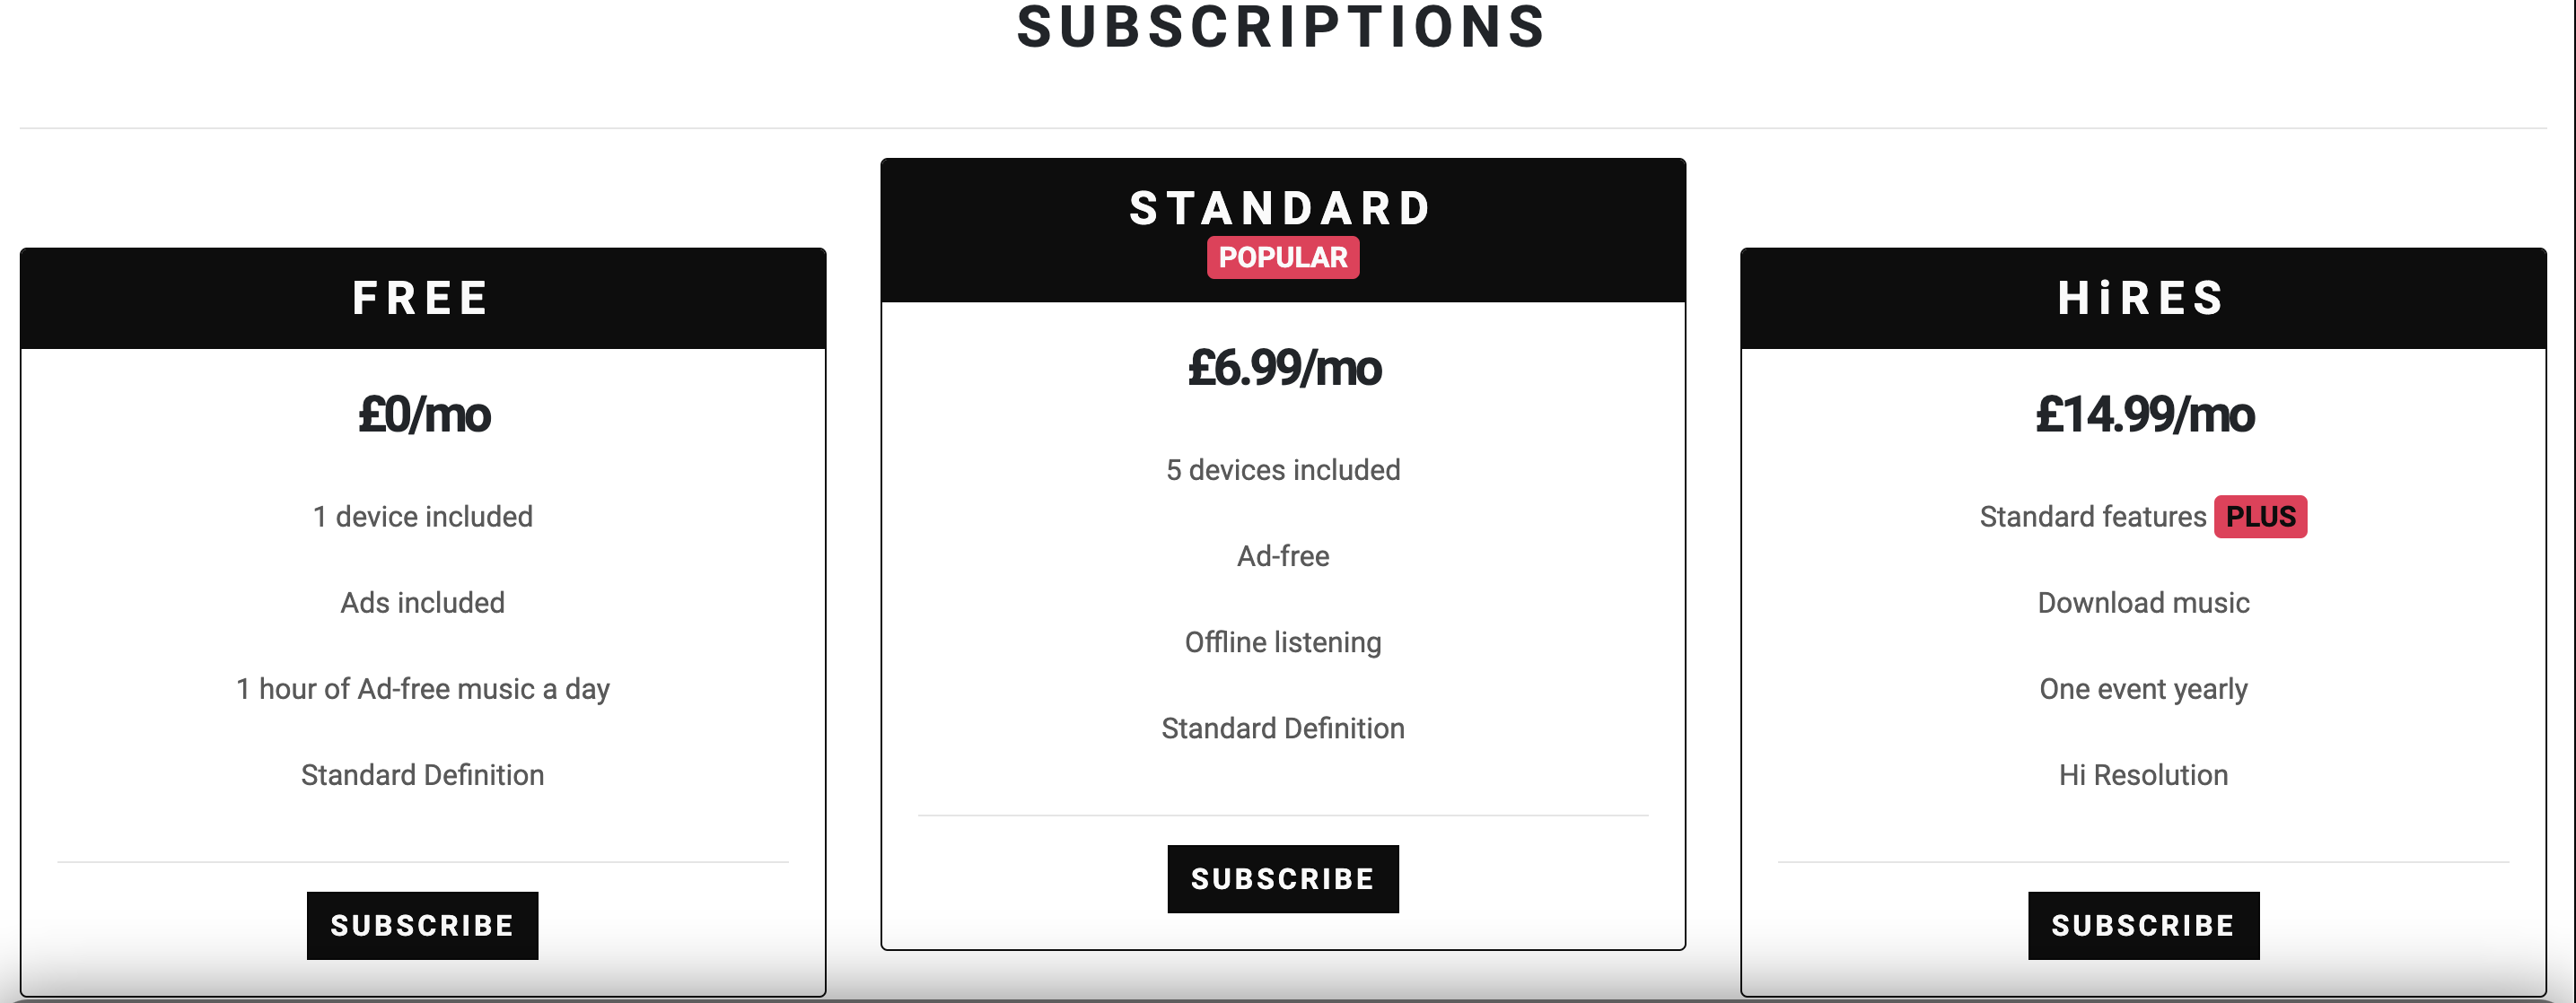 SUBSCRIPTIONS
FREE
£0/mo
1 device included
Ads included
1 hour of Ad-free music a day
Standard Definition
SUBSCRIBE
STANDARD
POPULAR
£6.99/mo
5 devices included
Ad-free
Offline listening
Standard Definition
SUBSCRIBE
HiRES
£14.99/mo
Standard features PLUS
Download music
One event yearly
Hi Resolution
SUBSCRIBE